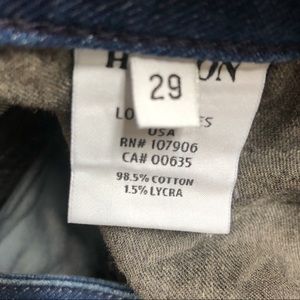 29
USA
RN# 107906
CA# 00635
98.5% COTTON
1.5% LYCRA